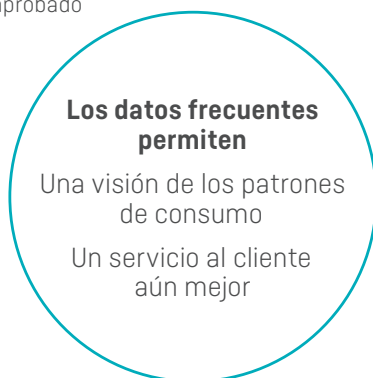 Los datos frecuentes
permiten
Una visión de los patrones
de consumo
Un servicio al cliente
aún mejor